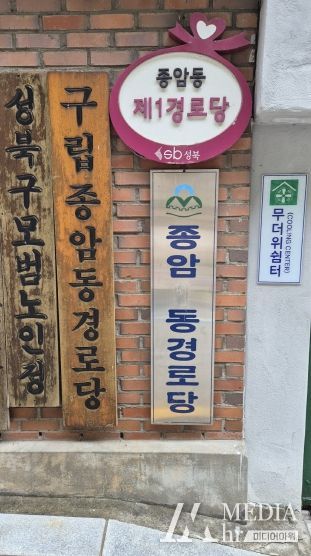 성북구모범노인정
구립종암동경로당
종암동
제1경로당
sb성북
종암 동경로당
무더위쉼터
(COOLING CENTER)
MEDIA
hr
미디어아워